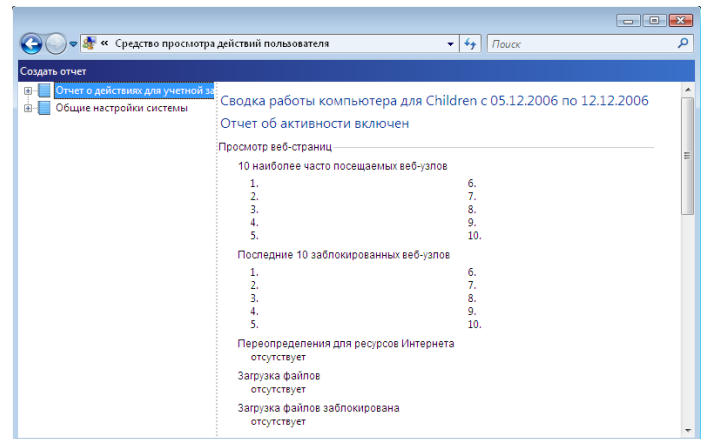 « Средство просмотра действий пользователя
Поиск
Создать отчет
Отчет о действиях для учетной за
Общие настройки системы
Сводка работы компьютера для Children с 05.12.2006 по 12.12.2006
Отчет об активности включен
Просмотр веб-страниц
10 наиболее часто посещаемых веб-узлов
1. 6.
2. 7.
3. 8.
4. 9.
5. 10.
Последние 10 заблокированных веб-узлов
1. 6.
2. 7.
3. 8.
4. 9.
5. 10.
Переопределения для ресурсов Интернета
отсутствует
Загрузка файлов
отсутствует
Загрузка файлов заблокирована
отсутствует